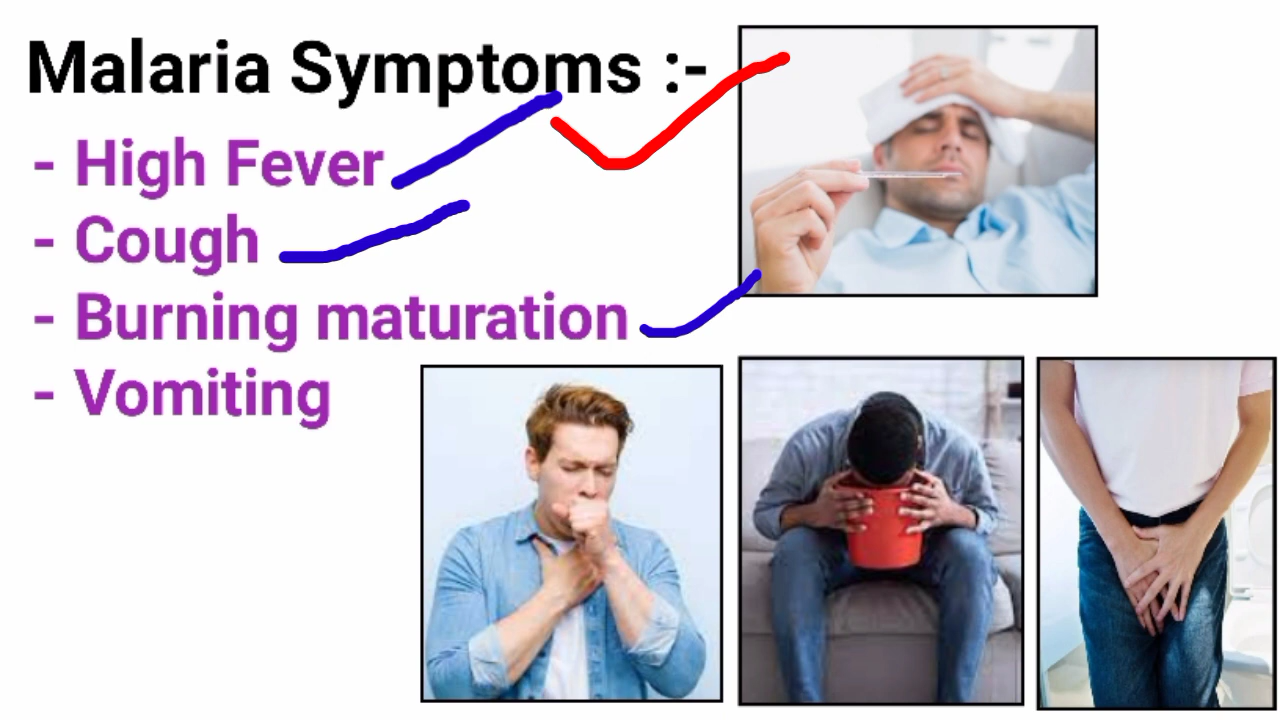 Malaria Symptoms :-
- High Fever
- Cough
- Burning maturation
- Vomiting